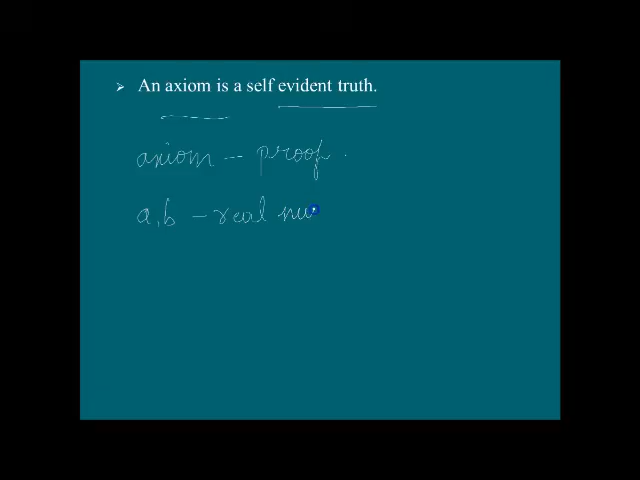 ➢ An axiom is a self evident truth.
axiom – proof.
a, b – real nu